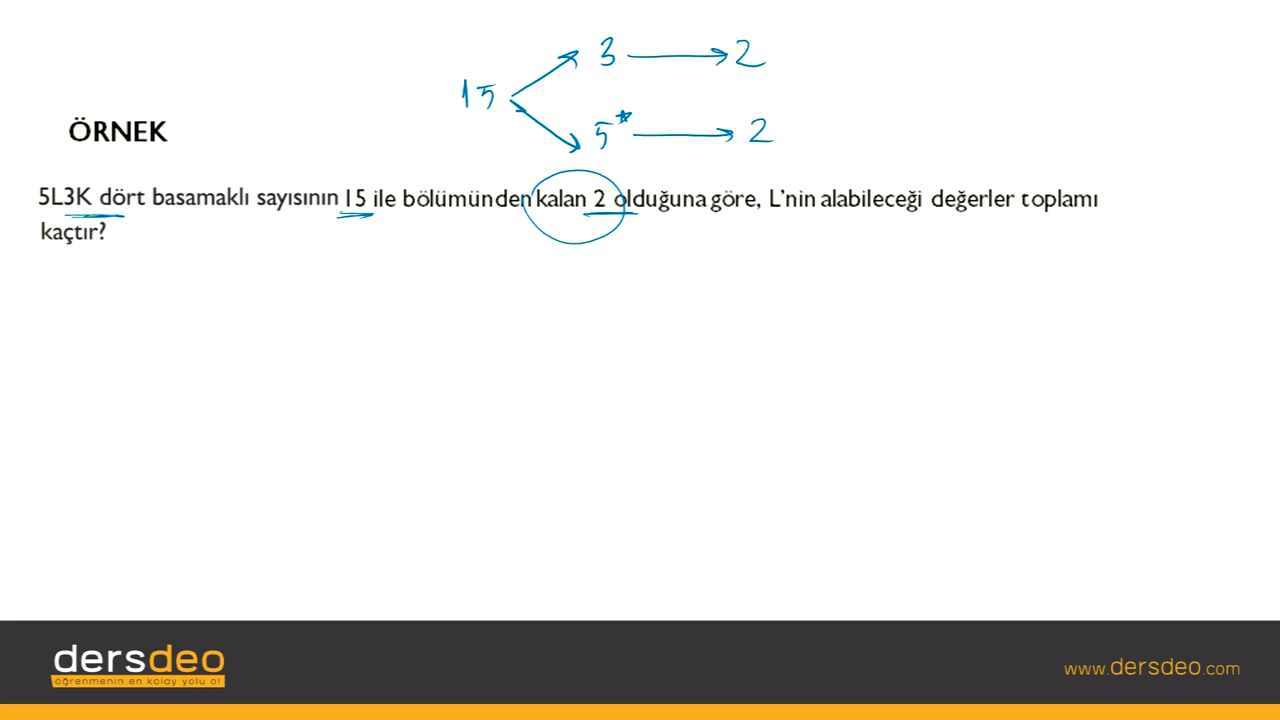 15
3 → 2
5* → 2
ÖRNEK
5L3K dört basamaklı sayısının 15 ile bölümünden kalan 2 olduğuna göre, L'nin alabileceği değerler toplamı
kaçtır?
dersdeo
öğrenmenin en kolay yolu o!
www.dersdeo.com